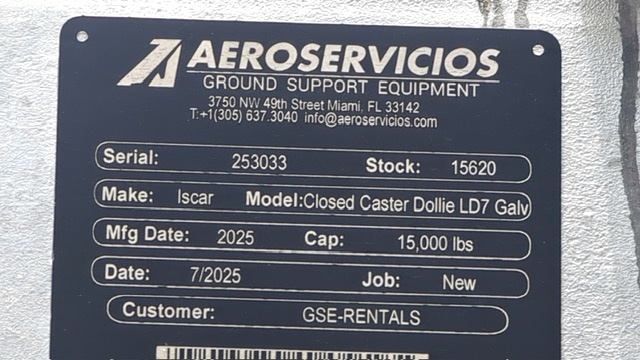 AEROSERVICIOS
GROUND SUPPORT EQUIPMENT
3750 NW 49th Street Miami, FL 33142
T:+1(305) 637.3040 info@aeroservicios.com
Serial: 253033 Stock: 15620
Make: Iscar Model:Closed Caster Dollie LD7 Galv
Mfg Date: 2025 Cap: 15,000 lbs
Date: 7/2025 Job: New
Customer: GSE-RENTALS